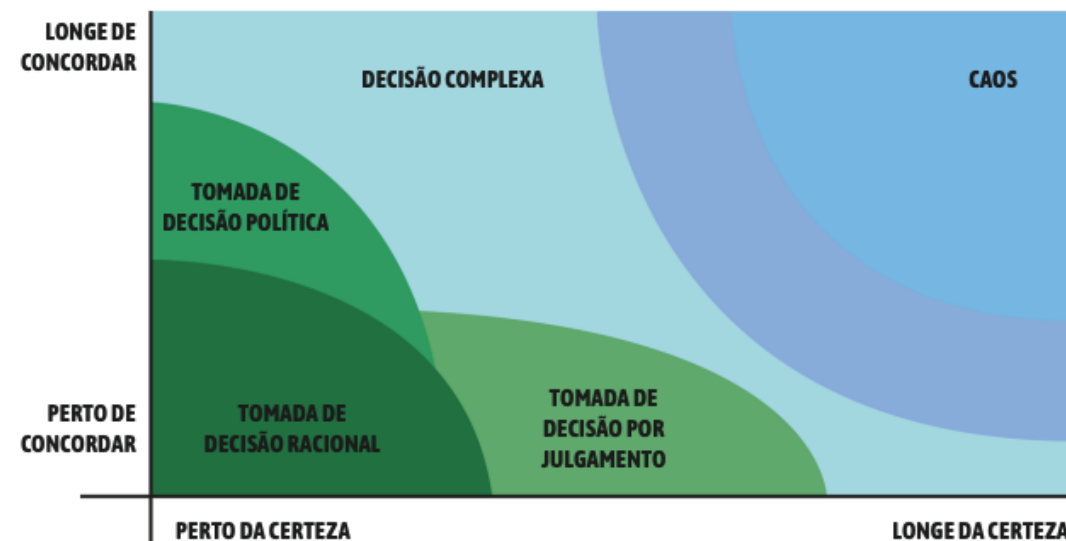 LONGE DE
CONCORDAR
DECISÃO COMPLEXA
CAOS
TOMADA DE
DECISÃO POLÍTICA
PERTO DE
CONCORDAR
TOMADA DE
DECISÃO RACIONAL
TOMADA DE
DECISÃO POR
JULGAMENTO
PERTO DA CERTEZA
LONGE DA CERTEZA